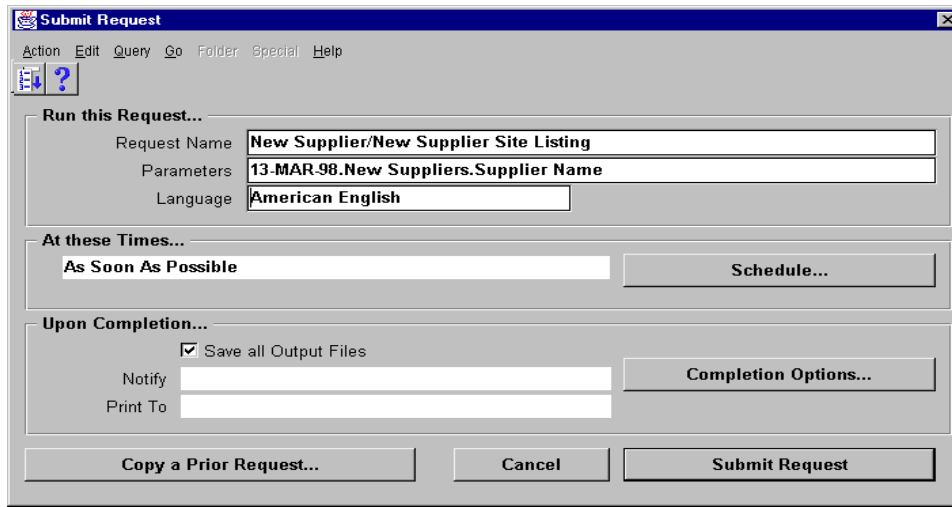 Submit Request
Action Edit Query Go Folder Special Help
Run this Request...
Request Name New Supplier/New Supplier Site Listing
Parameters 13-MAR-98.New Suppliers.Supplier Name
Language American English
At these Times...
As Soon As Possible Schedule...
Upon Completion...
Save all Output Files
Notify Completion Options...
Print To
Copy a Prior Request... Cancel Submit Request